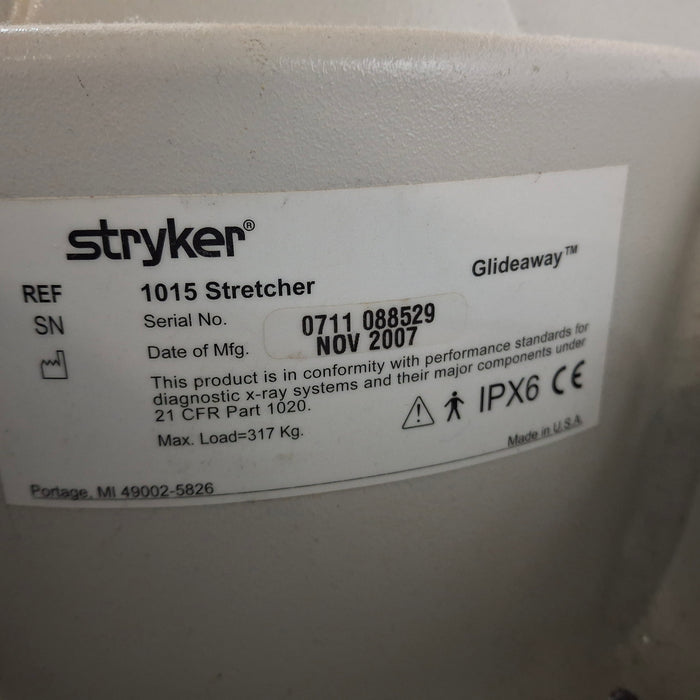 stryker®
Glideaway™
REF 1015 Stretcher
SN Serial No. 0711 088529
Date of Mfg. NOV 2007
This product is in conformity with performance standards for
diagnostic x-ray systems and their major components under
21 CFR Part 1020.
IPX6 CE
Max. Load=317 Kg.
Made in U.S.A.
Portage, MI 49002-5826